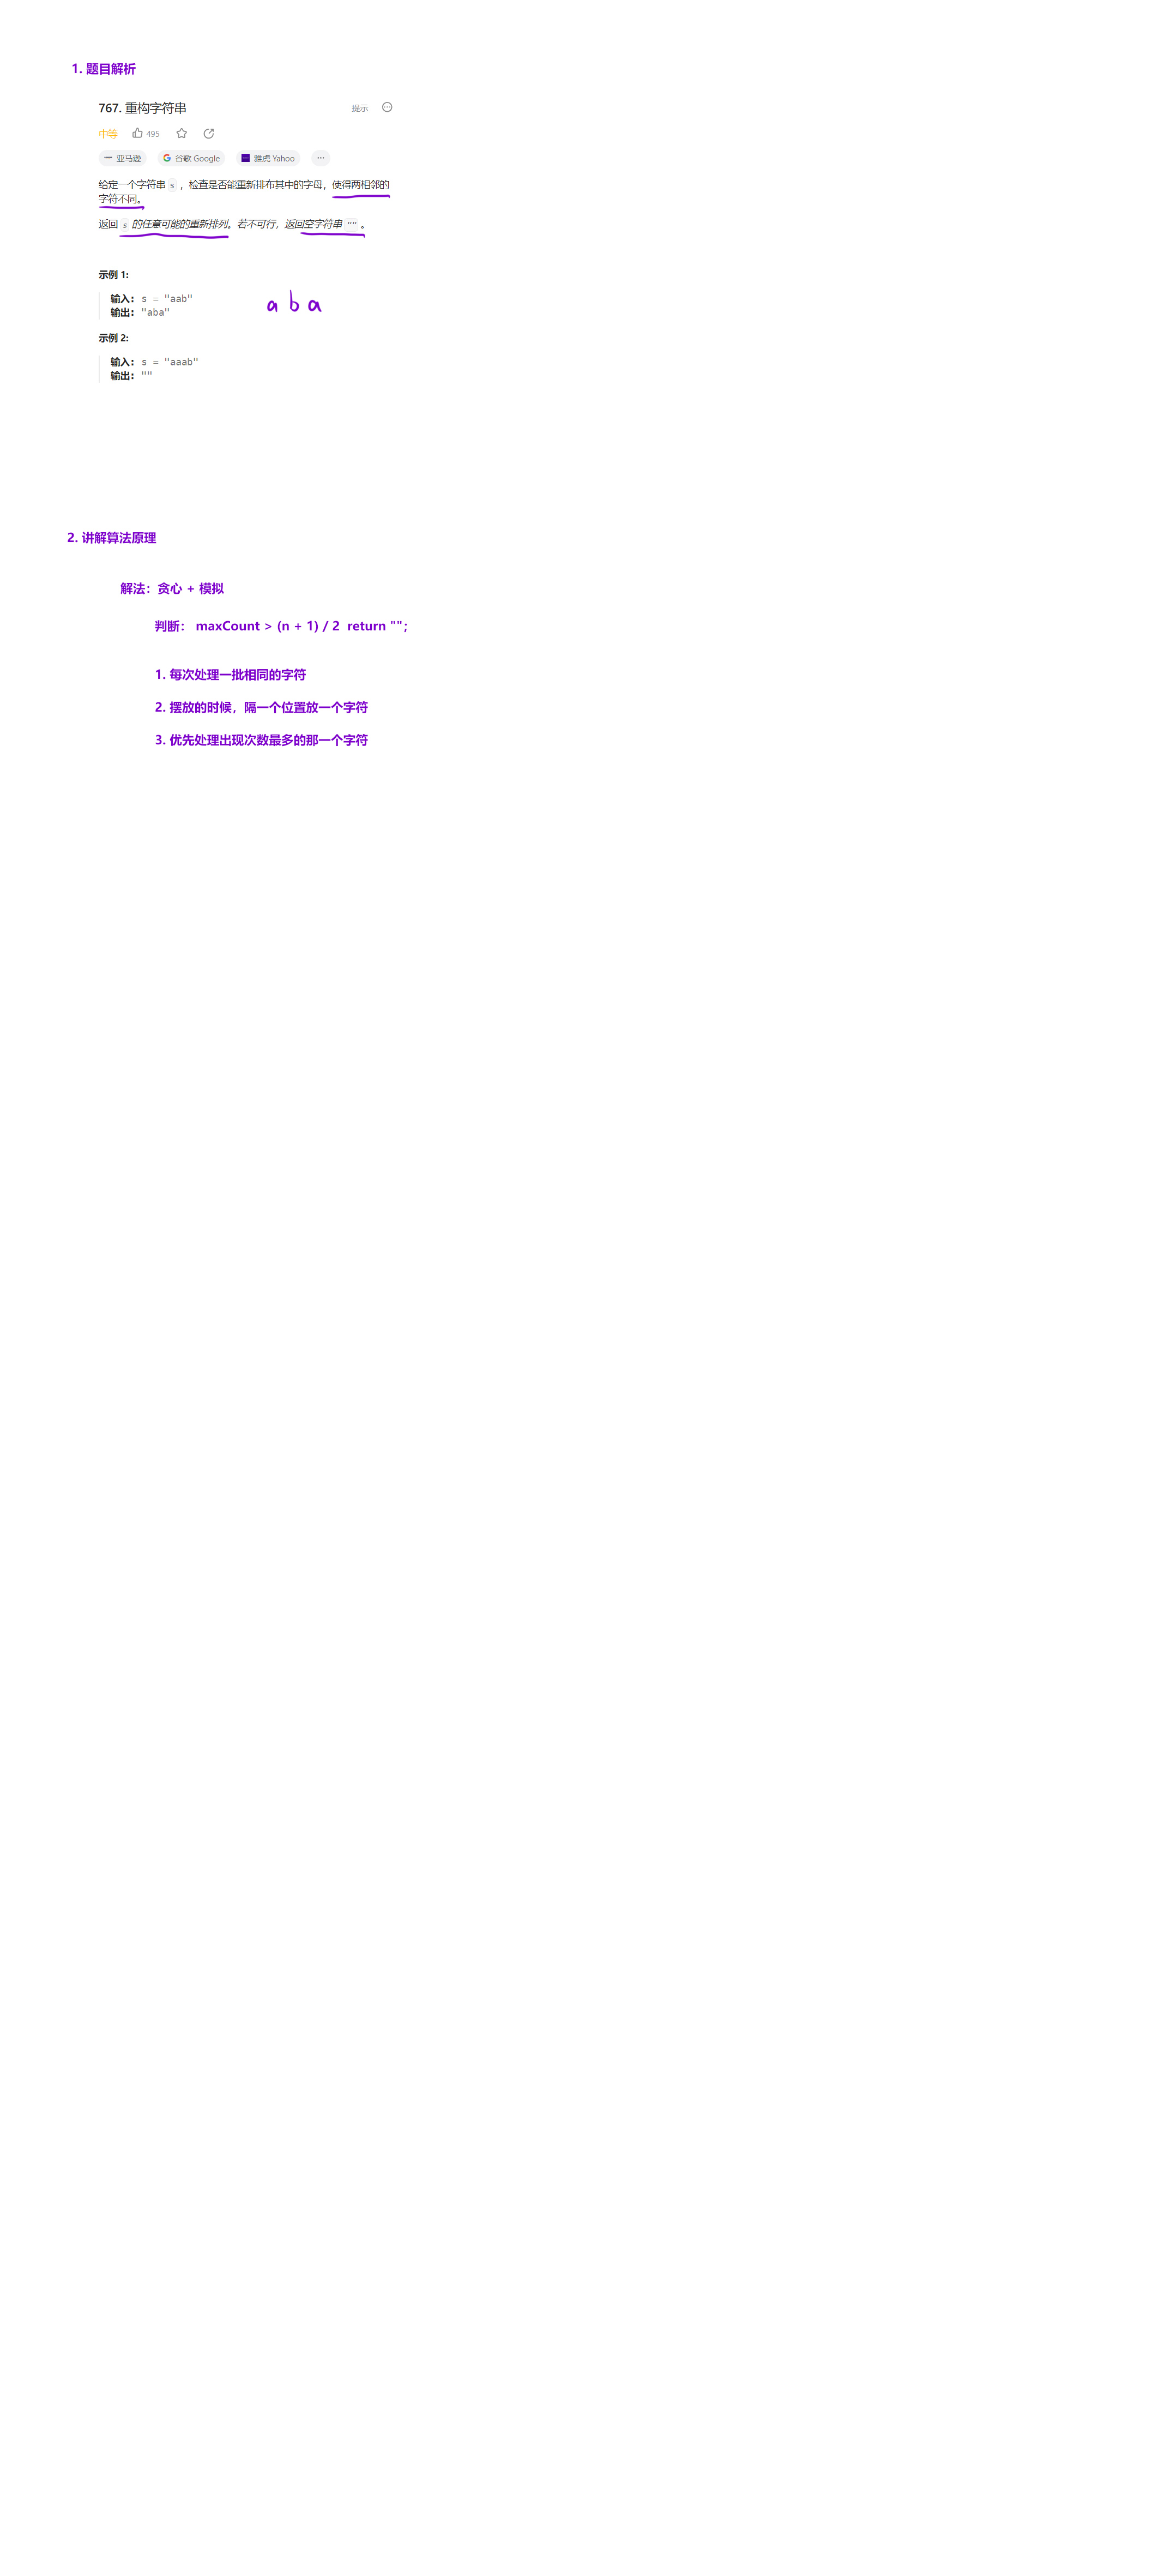 1. 题目解析
767. 重构字符串
提示
中等 495
亚马逊 谷歌 Google 雅虎 Yahoo ...
给定一个字符串 s ，检查是否能重新排布其中的字母，使得两相邻的
字符不同。
返回 s 的任意可能的重新排列。若不可行，返回空字符串 "" 。
示例 1:
输入: s = "aab"
输出: "aba"
a b a
示例 2:
输入: s = "aaab"
输出: ""
2. 讲解算法原理
解法：贪心 + 模拟
判断： maxCount > (n + 1) / 2 return "";
1. 每次处理一批相同的字符
2. 摆放的时候，隔一个位置放一个字符
3. 优先处理出现次数最多的那一个字符